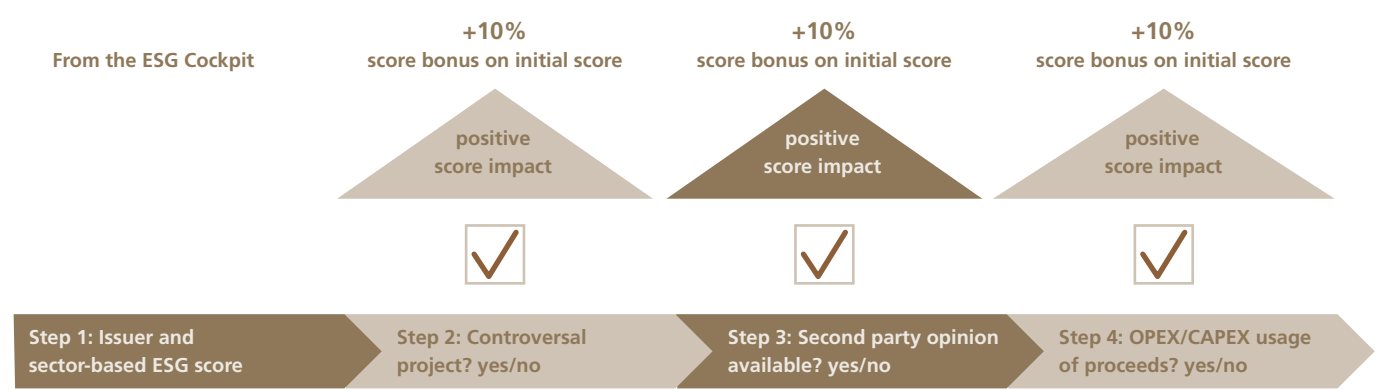 From the ESG Cockpit
+10%
score bonus on initial score
+10%
score bonus on initial score
+10%
score bonus on initial score
positive
score impact
positive
score impact
positive
score impact
Step 1: Issuer and
sector-based ESG score
Step 2: Controversal
project? yes/no
Step 3: Second party opinion
available? yes/no
Step 4: OPEX/CAPEX usage
of proceeds? yes/no